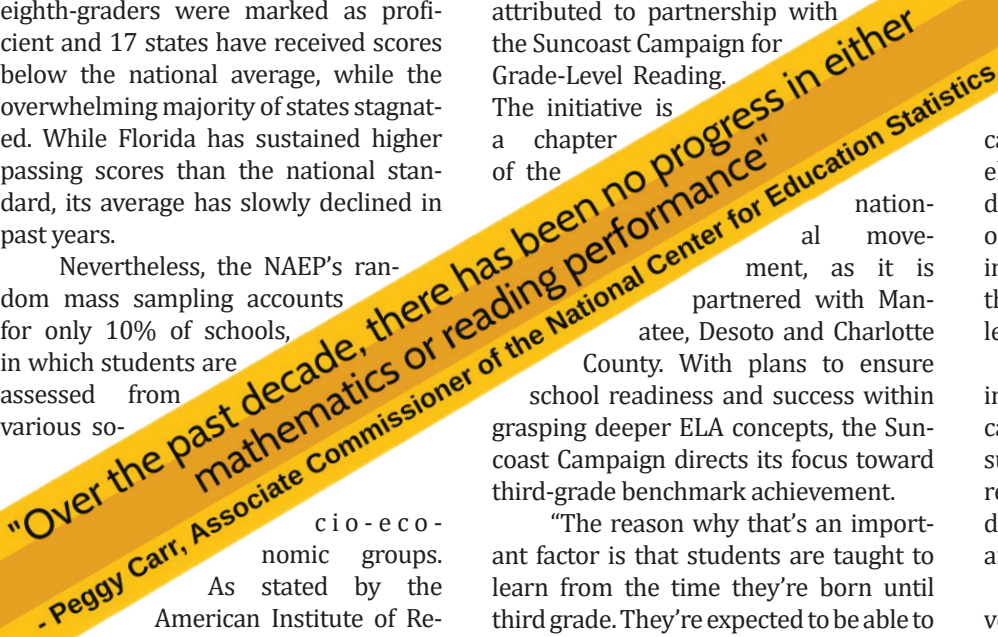 eighth-graders were marked as profi-
cient and 17 states have received scores
below the national average, while the
overwhelming majority of states stagnat-
ed. While Florida has sustained higher
passing scores than the national stan-
dard, its average has slowly declined in
past years.
Nevertheless, the NAEP's ran-
dom mass sampling accounts
for only 10% of schools,
in which students are
assessed from
various so-
cio-eco-
nomic groups.
As stated by the
American Institute of Re-
"Over the past decade, there has been no progress in either
mathematics or reading performance"
- Peggy Carr, Associate Commissioner of the National Center for Education Statistics
attributed to partnership with
the Suncoast Campaign for
Grade-Level Reading.
The initiative is
a chapter
of the
nation-
al move-
ment, as it is
partnered with Man-
atee, Desoto and Charlotte
County. With plans to ensure
school readiness and success within
grasping deeper ELA concepts, the Sun-
coast Campaign directs its focus toward
third-grade benchmark achievement.
“The reason why that’s an import-
ant factor is that students are taught to
learn from the time they’re born until
third grade. They’re expected to be able to